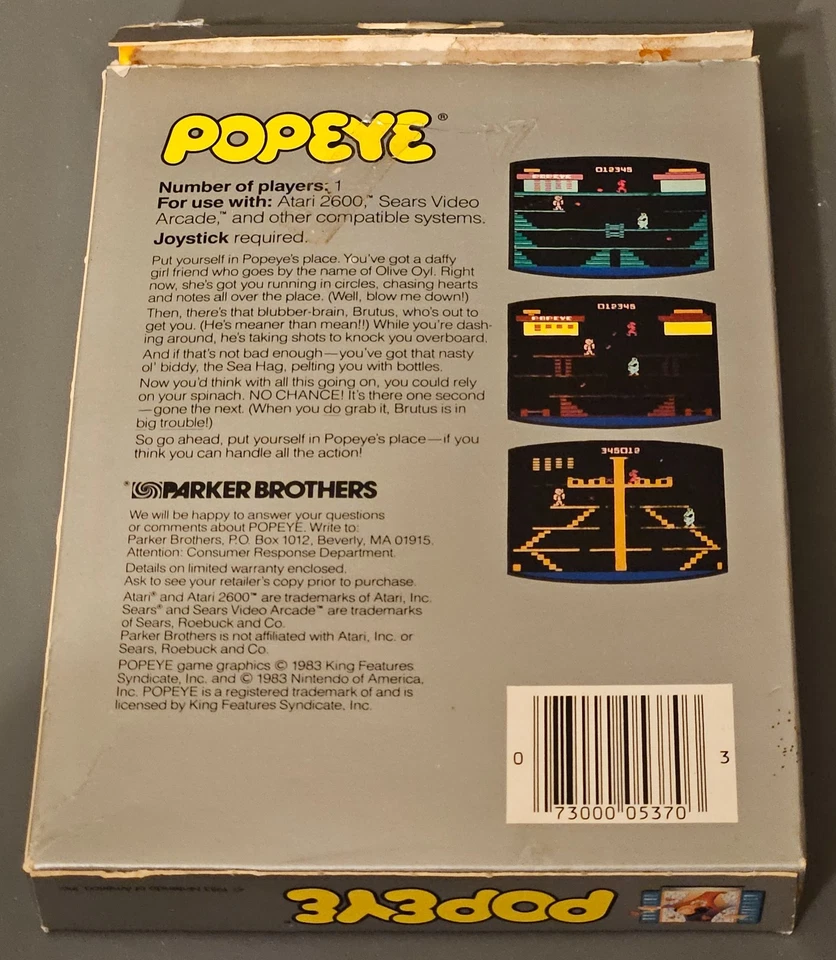 POPEYE®
Number of players: 1
For use with: Atari 2600,™ Sears Video
Arcade,™ and other compatible systems.
Joystick required.
Put yourself in Popeye's place. You've got a daffy
girl friend who goes by the name of Olive Oyl. Right
now, she's got you running in circles, chasing hearts
and notes all over the place. (Well, blow me down!)
Then, there's that blubber-brain, Brutus, who's out to
get you. (He's meaner than mean!!) While you're dash-
ing around, he's taking shots to knock you overboard.
And if that's not bad enough—you've got that nasty
ol' biddy, the Sea Hag, pelting you with bottles.
Now you'd think with all this going on, you could rely
on your spinach. NO CHANCE! It's there one second
—gone the next. (When you do grab it, Brutus is in
big trouble!)
So go ahead, put yourself in Popeye's place—if you
think you can handle all the action!
PARKER BROTHERS
We will be happy to answer your questions
or comments about POPEYE. Write to:
Parker Brothers, P.O. Box 1012, Beverly, MA 01915.
Attention: Consumer Response Department.
Details on limited warranty enclosed.
Ask to see your retailer's copy prior to purchase.
Atari® and Atari 2600™ are trademarks of Atari, Inc.
Sears® and Sears Video Arcade™ are trademarks
of Sears, Roebuck and Co.
Parker Brothers is not affiliated with Atari, Inc. or
Sears, Roebuck and Co.
POPEYE game graphics © 1983 King Features
Syndicate, Inc. and © 1983 Nintendo of America,
Inc. POPEYE is a registered trademark of and is
licensed by King Features Syndicate, Inc.
012345
POPEYE
012345
POPEYE
345012
0 73000 05370 3
POPEYE